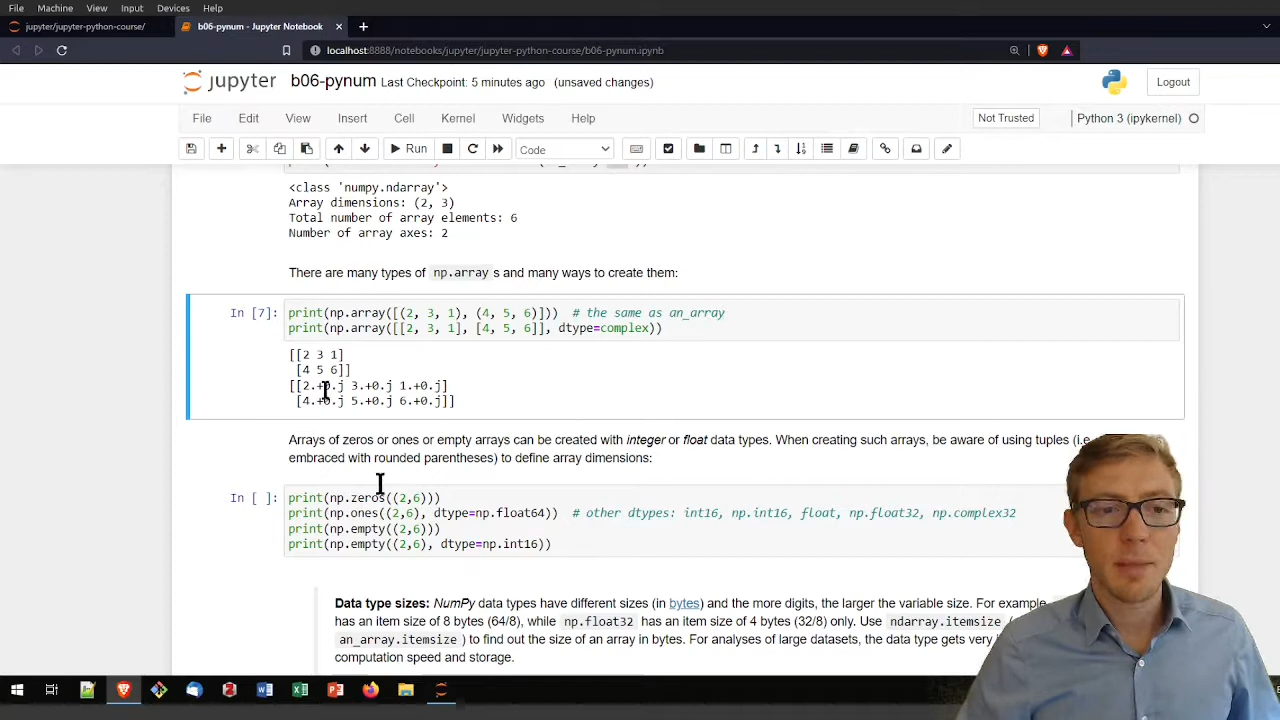 File Machine View Input Devices Help
jupyter/jupyter-python-course/
b06-pynum - Jupyter Notebook
localhost:8888/notebooks/jupyter/jupyter-python-course/b06-pynum.ipynb
jupyter b06-pynum Last Checkpoint: 5 minutes ago (unsaved changes)
Logout
File Edit View Insert Cell Kernel Widgets Help
Not Trusted
Python 3 (ipykernel)
Run
Code
<class 'numpy.ndarray'>
Array dimensions: (2, 3)
Total number of array elements: 6
Number of array axes: 2
There are many types of np.array s and many ways to create them:
In [7]:
print(np.array([(2, 3, 1), (4, 5, 6)])) # the same as an_array
print(np.array([[2, 3, 1], [4, 5, 6]], dtype=complex))
[[2 3 1]
[4 5 6]]
[[2.+0.j 3.+0.j 1.+0.j]
[4.+0.j 5.+0.j 6.+0.j]]
Arrays of zeros or ones or empty arrays can be created with integer or float data types. When creating such arrays, be aware of using tuples (i.e.
embraced with rounded parentheses) to define array dimensions:
In [ ]:
print(np.zeros((2,6)))
print(np.ones((2,6), dtype=np.float64)) # other dtypes: int16, np.int16, float, np.float32, np.complex32
print(np.empty((2,6)))
print(np.empty((2,6), dtype=np.int16))
Data type sizes: NumPy data types have different sizes (in bytes) and the more digits, the larger the variable size. For example
has an item size of 8 bytes (64/8), while np.float32 has an item size of 4 bytes (32/8) only. Use ndarray.itemsize (
an_array.itemsize ) to find out the size of an array in bytes. For analyses of large datasets, the data type gets very
computation speed and storage.